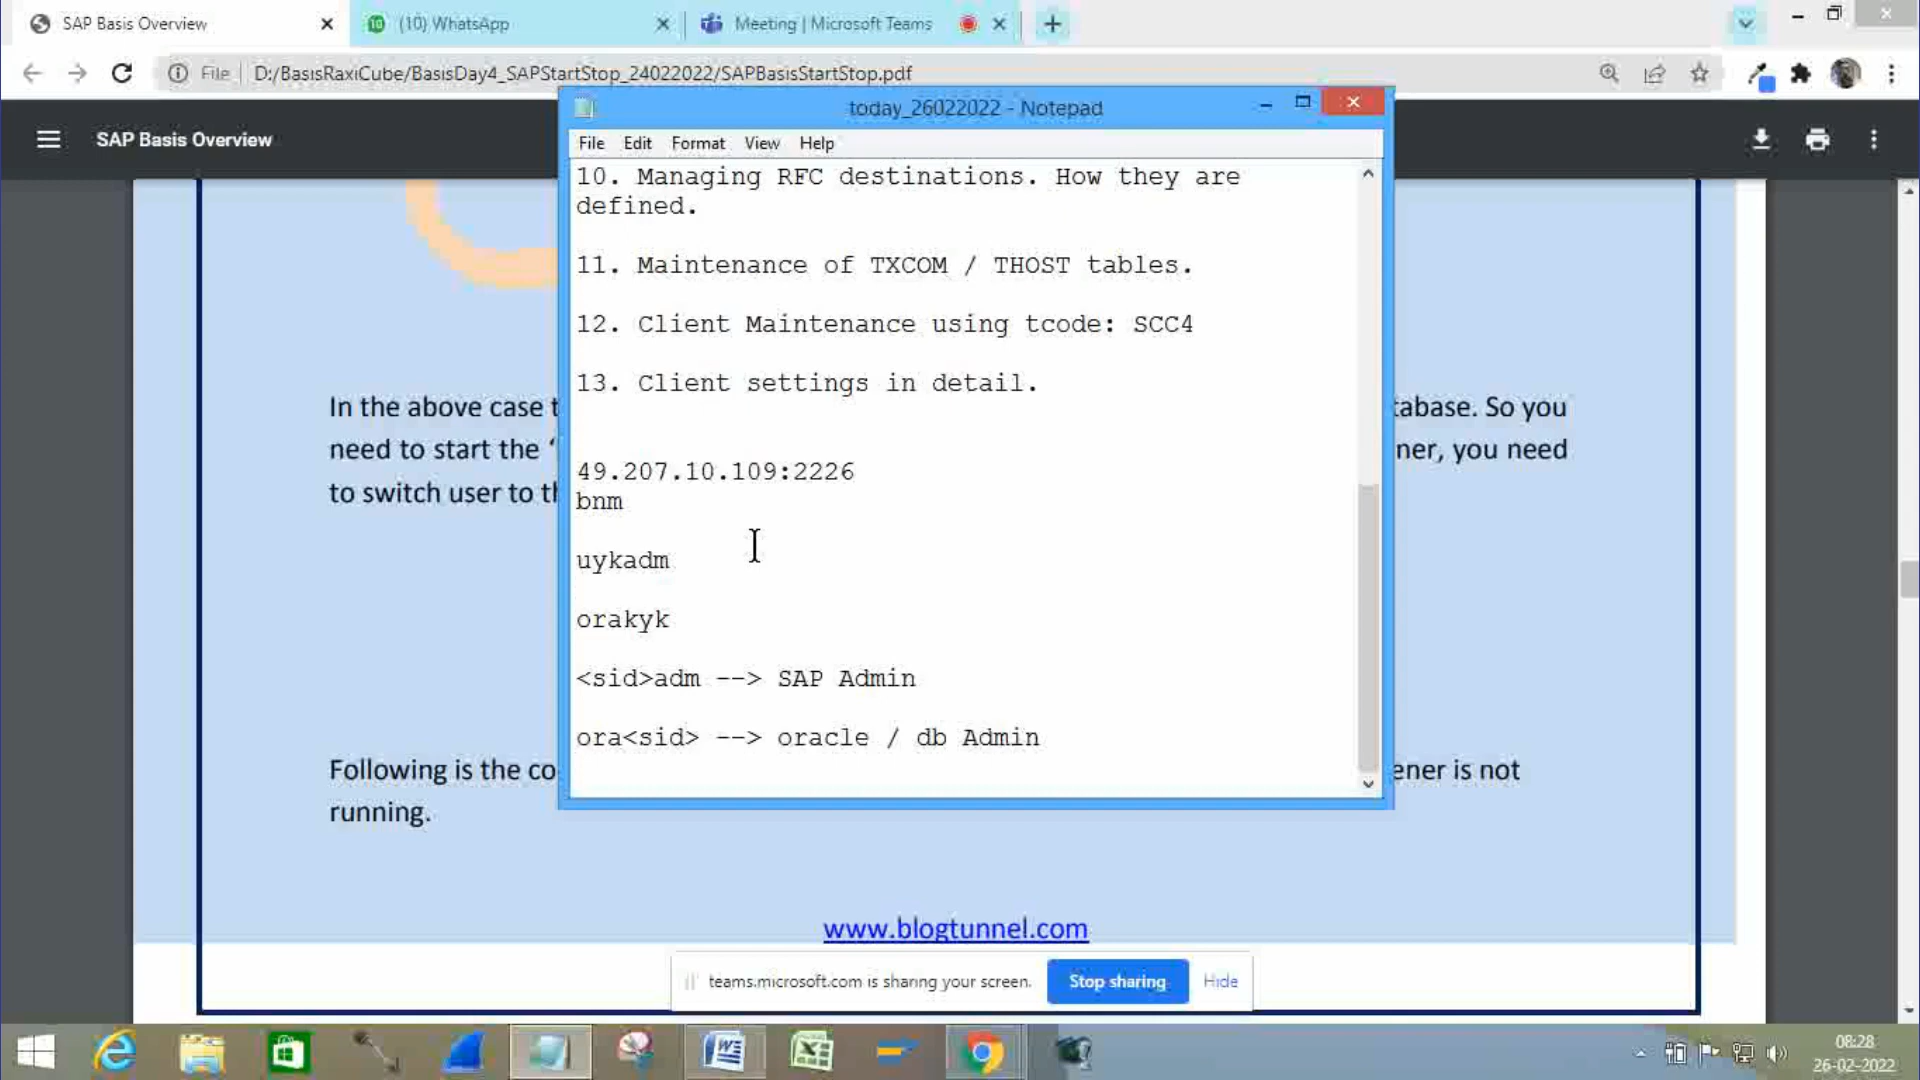 SAP Basis Overview
(10) WhatsApp
Meeting | Microsoft Teams
File
D:/BasisRaxiCube/BasisDay4_SAPStartStop_24022022/SAPBasisStartStop.pdf
today_26022022 - Notepad
SAP Basis Overview
File Edit Format View Help
10. Managing RFC destinations. How they are
defined.
11. Maintenance of TXCOM / THOST tables.
12. Client Maintenance using tcode: SCC4
13. Client settings in detail.
In the above case t
tabase. So you
need to start the ‘
ner, you need
to switch user to th
49.207.10.109:2226
bnm
uykadm
orakyk
<sid>adm --> SAP Admin
ora<sid> --> oracle / db Admin
Following is the co
ener is not
running.
www.blogtunnel.com
teams.microsoft.com is sharing your screen.
Stop sharing
Hide
08:28
26-02-2022